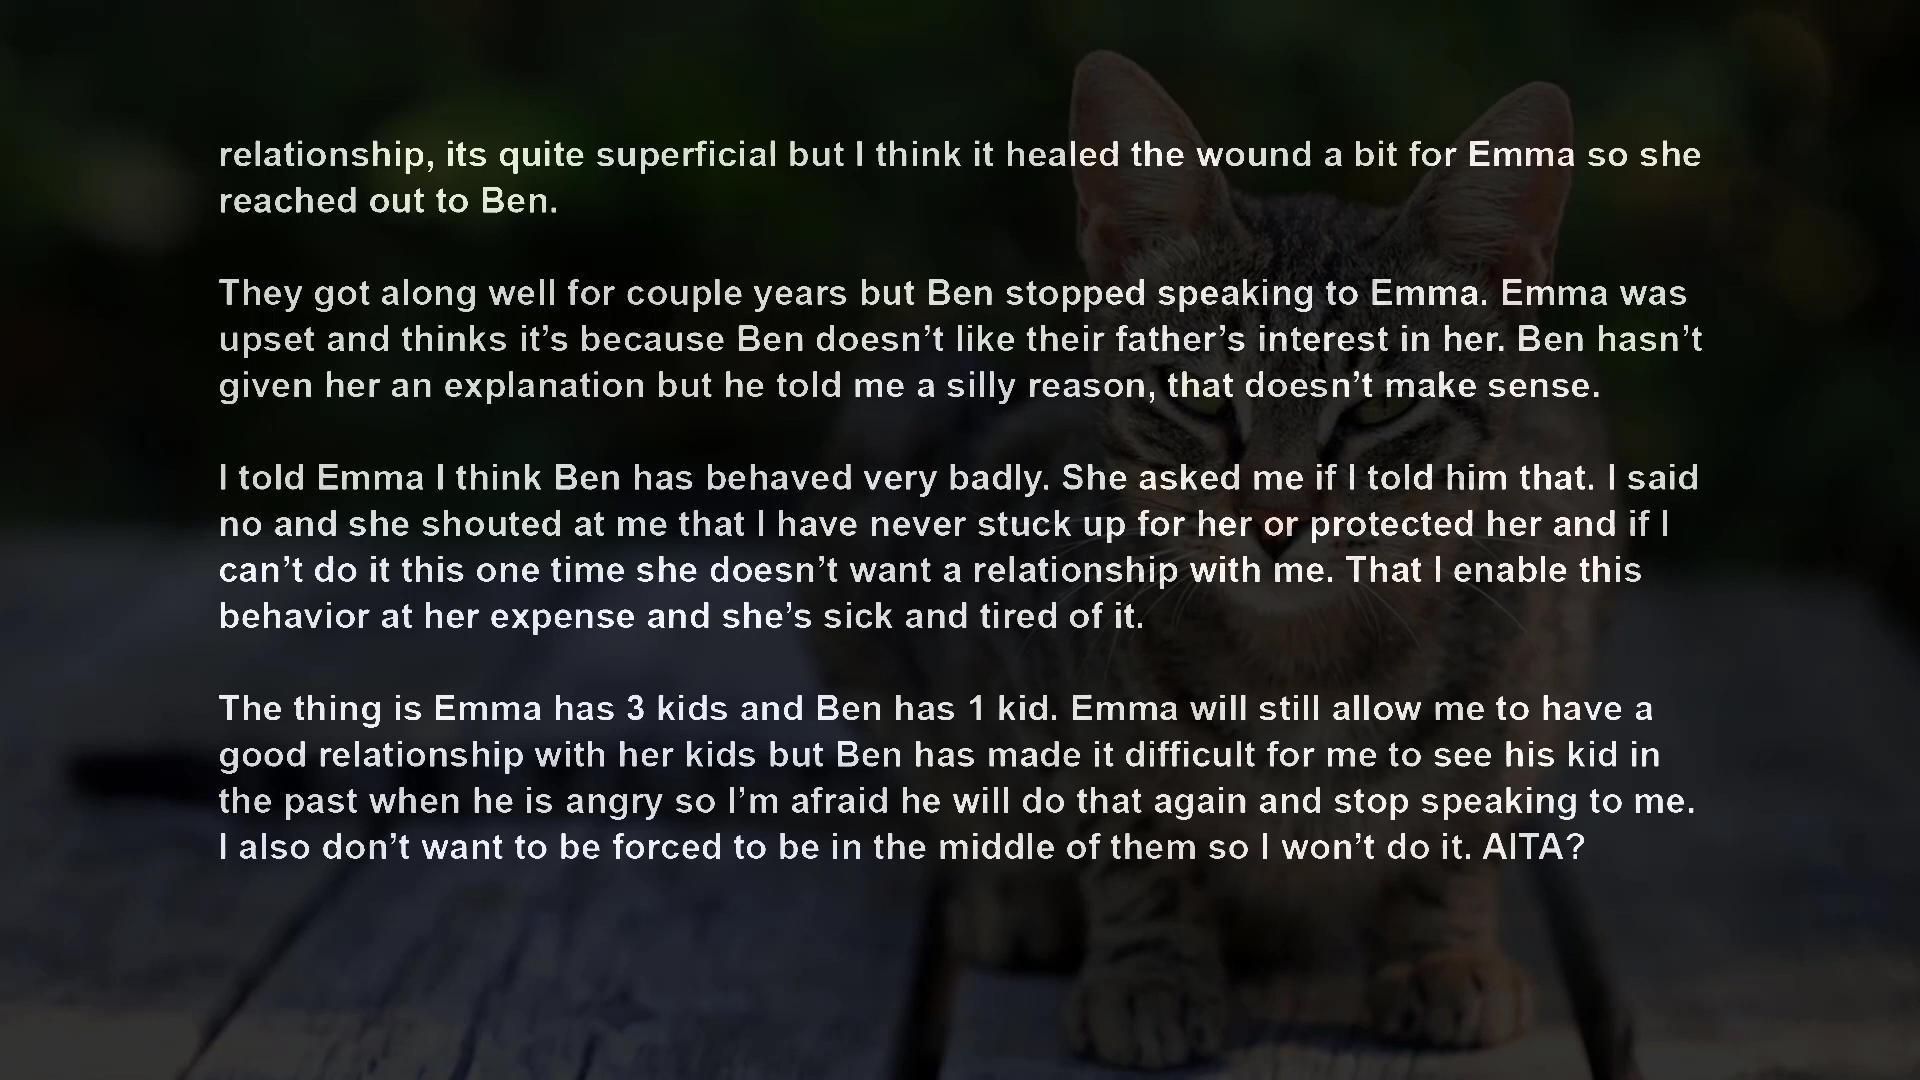 relationship, its quite superficial but I think it healed the wound a bit for Emma so she
reached out to Ben.
They got along well for couple years but Ben stopped speaking to Emma. Emma was
upset and thinks it’s because Ben doesn’t like their father’s interest in her. Ben hasn’t
given her an explanation but he told me a silly reason, that doesn’t make sense.
I told Emma I think Ben has behaved very badly. She asked me if I told him that. I said
no and she shouted at me that I have never stuck up for her or protected her and if I
can’t do it this one time she doesn’t want a relationship with me. That I enable this
behavior at her expense and she’s sick and tired of it.
The thing is Emma has 3 kids and Ben has 1 kid. Emma will still allow me to have a
good relationship with her kids but Ben has made it difficult for me to see his kid in
the past when he is angry so I’m afraid he will do that again and stop speaking to me.
I also don’t want to be forced to be in the middle of them so I won’t do it. AITA?